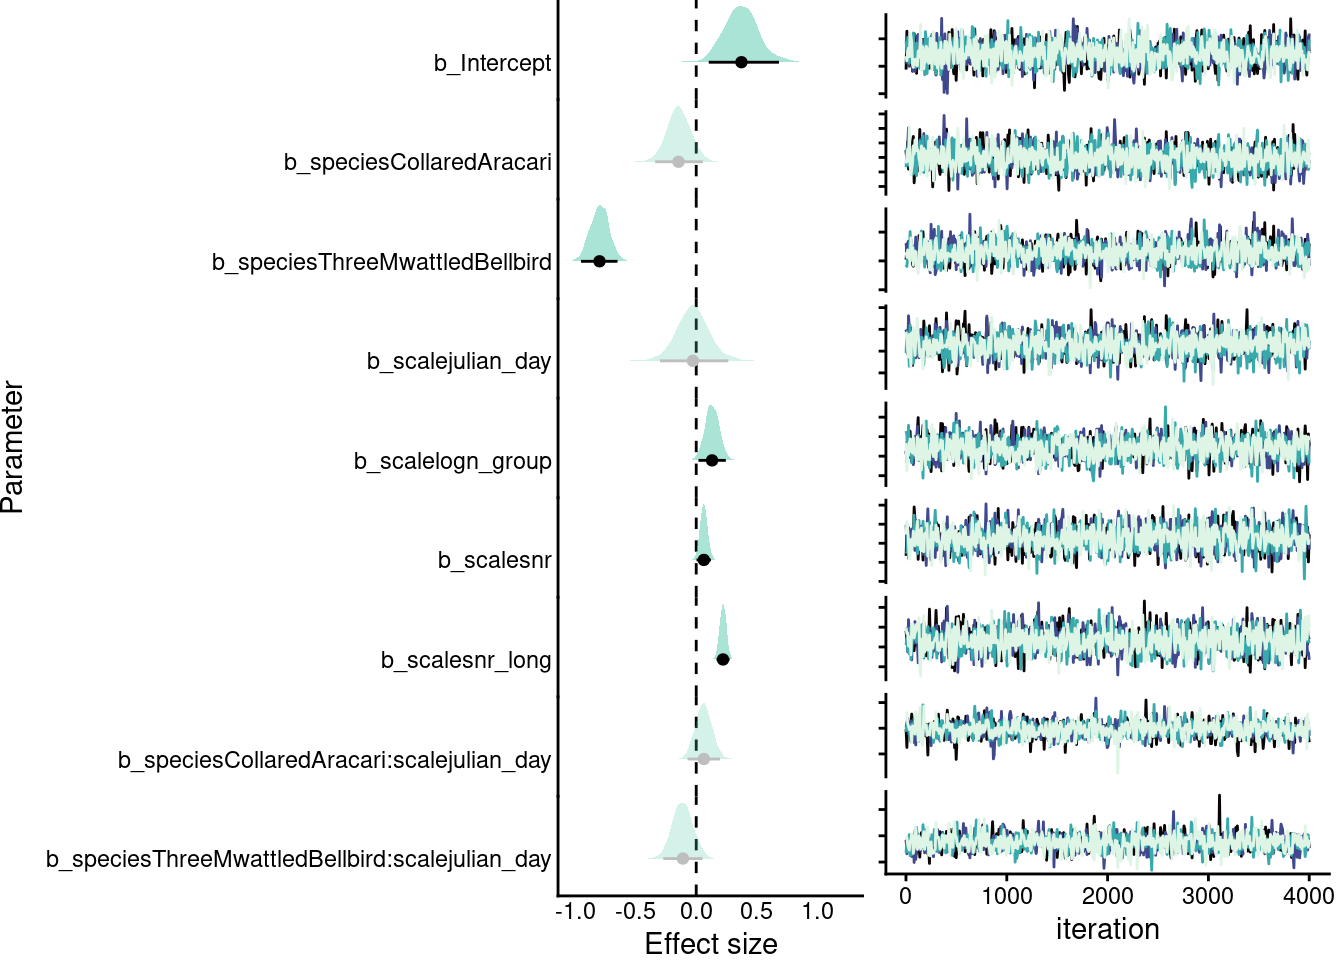 Parameter
b_Intercept
b_speciesCollaredAracari
b_speciesThreeMwattledBellbird
b_scalejulian_day
b_scalelogn_group
b_scalesnr
b_scalesnr_long
b_speciesCollaredAracari:scalejulian_day
b_speciesThreeMwattledBellbird:scalejulian_day
-1.0 -0.5 0.0 0.5 1.0
Effect size
0 1000 2000 3000 4000
iteration